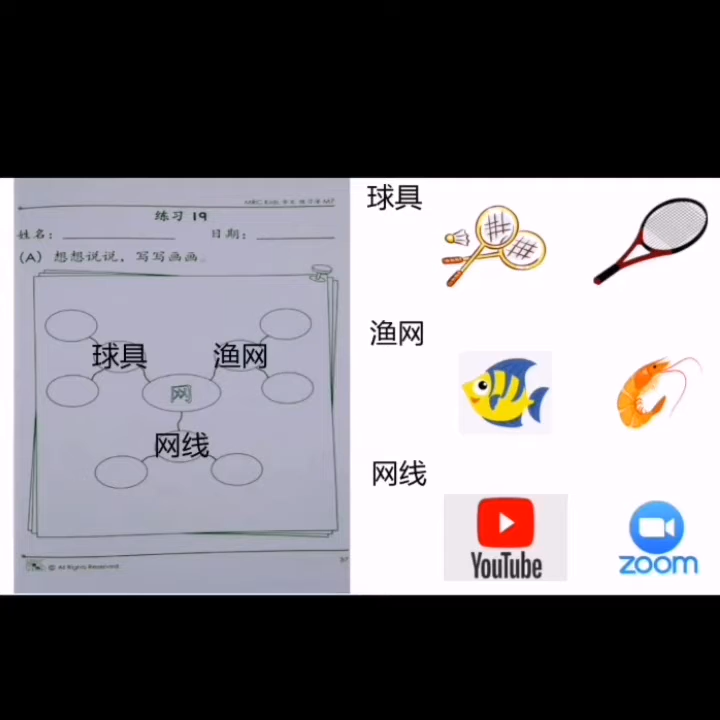 练习 19
姓名：
日期：
(A) 想想说说，写写画画。
球具
渔网
网
网线
© All Rights Reserved
球具
渔网
网线
YouTube
zoom